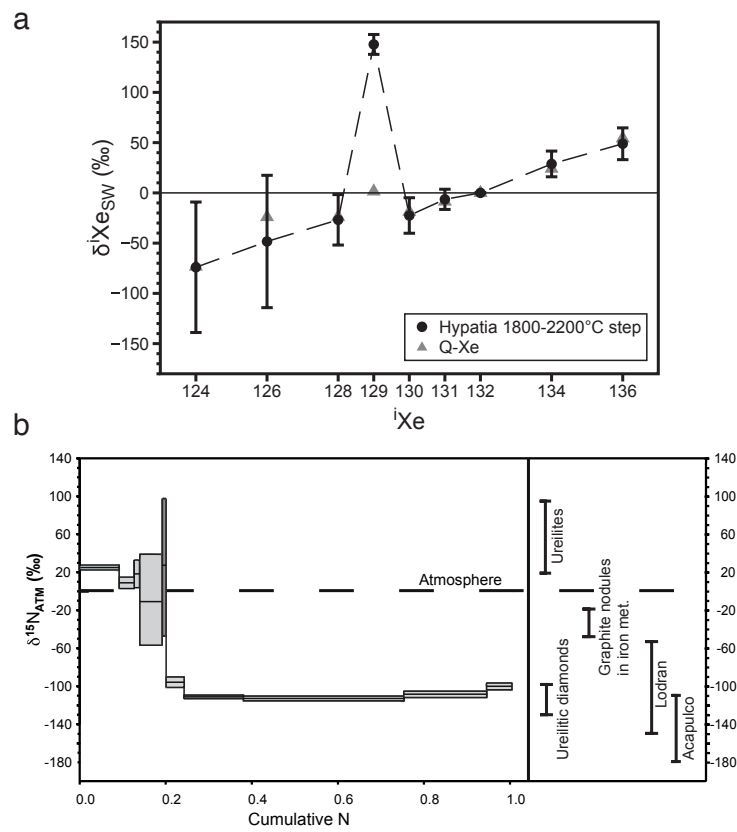 a
150
100
50
0
−50
−100
−150
δⁱXe_SW (‰)
Hypatia 1800-2200°C step
Q-Xe
124 126 128 129 130 131 132 134 136
ⁱXe
b
140 140
100 100
60 60
20 20
-20 -20
-60 -60
-100 -100
-140 -140
-180 -180
δ¹⁵N_ATM (‰)
Atmosphere
Ureilites
Ureilitic diamonds
Graphite nodules
in iron met.
Lodran
Acapulco
0.0 0.2 0.4 0.6 0.8 1.0
Cumulative N